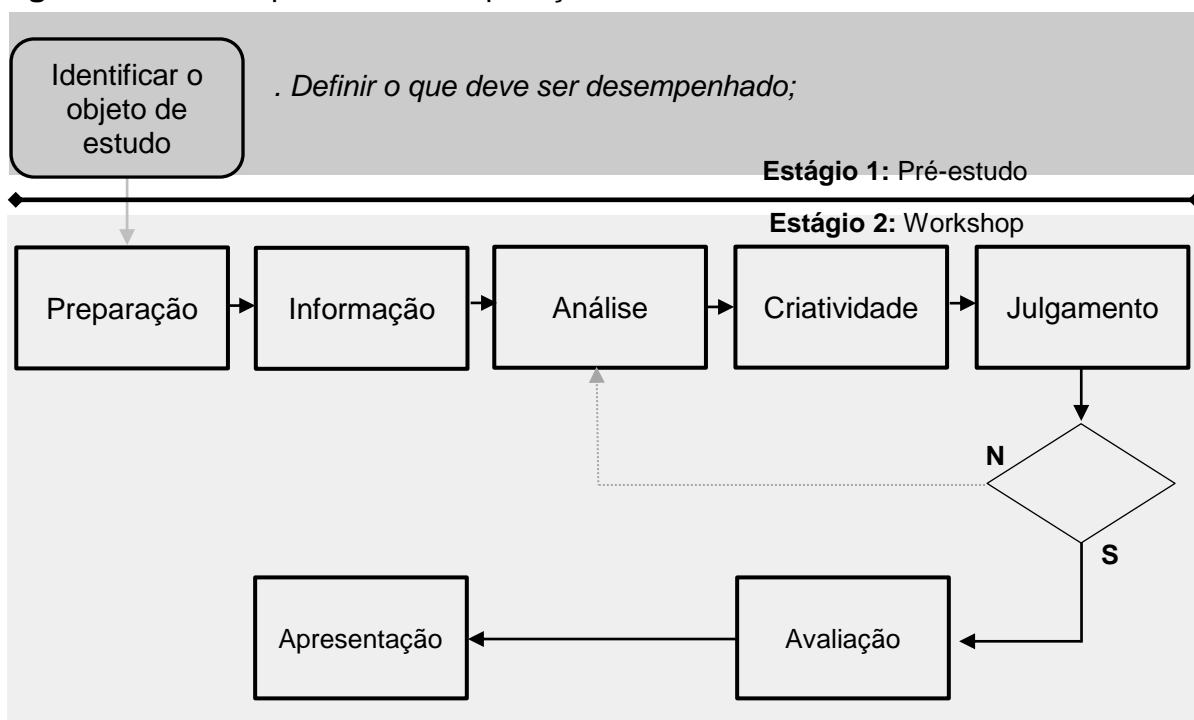 Identificar o
objeto de
estudo
. Definir o que deve ser desempenhado;
Estágio 1: Pré-estudo
Estágio 2: Workshop
Preparação
Informação
Análise
Criatividade
Julgamento
N
S
Apresentação
Avaliação